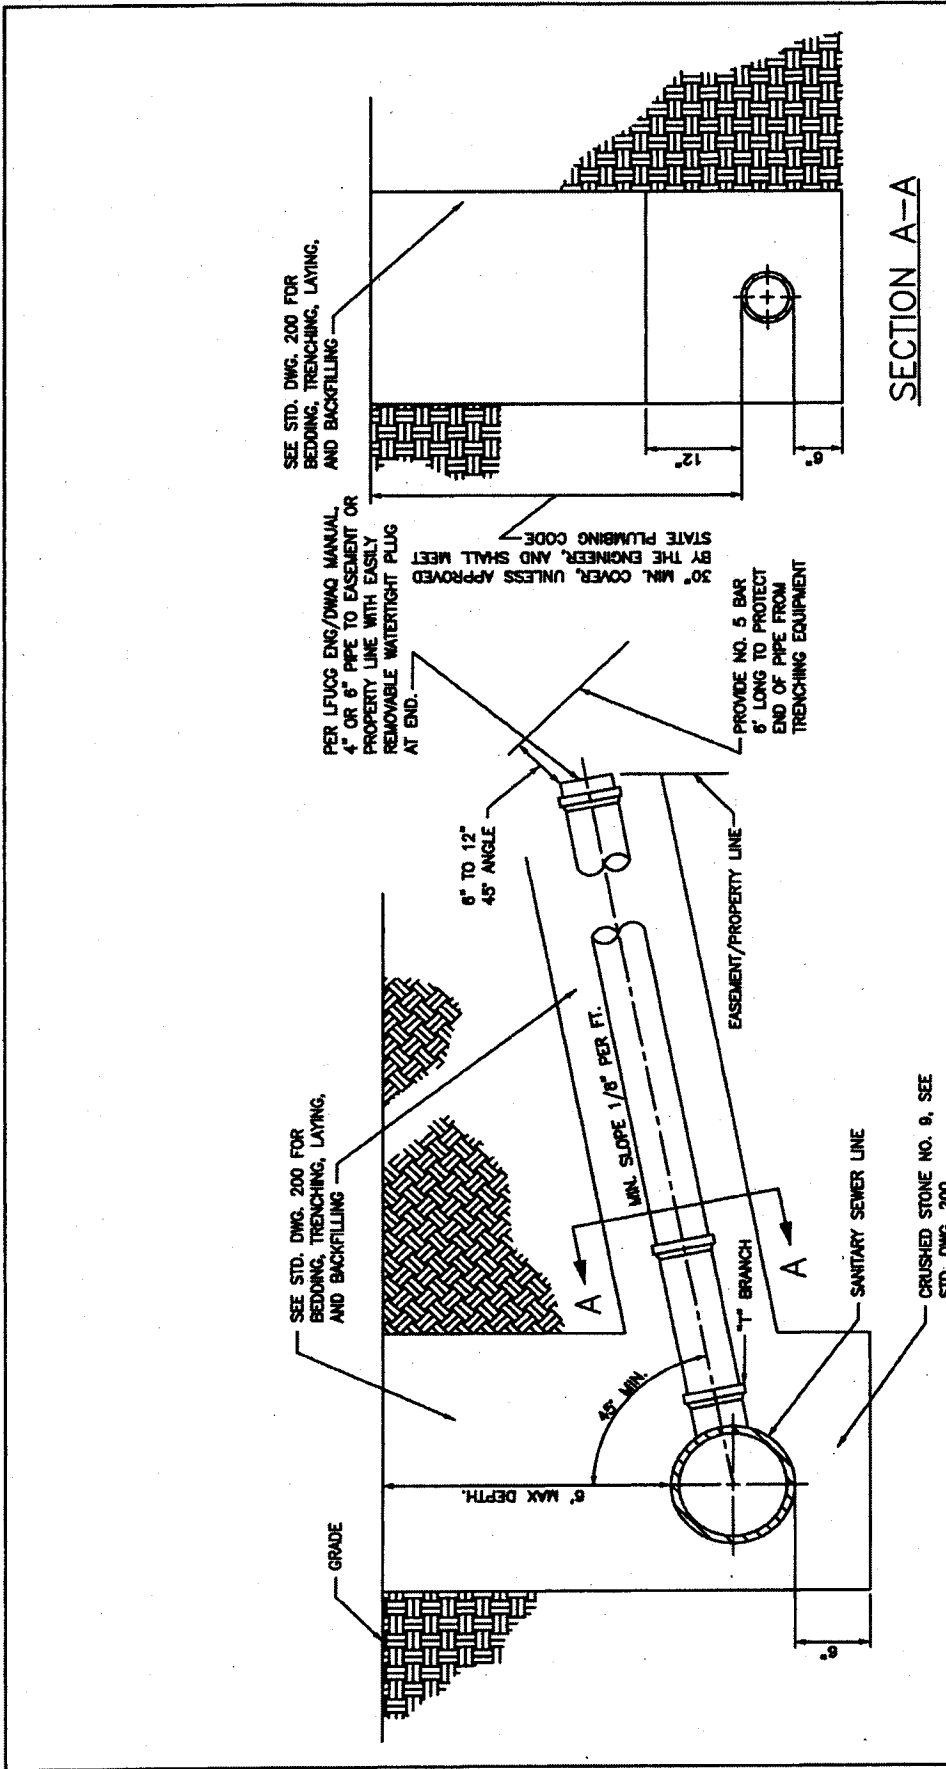 GRADE
SEE STD. DWG. 200 FOR
BEDDING, TRENCHING, LAYING,
AND BACKFILLING
6' MAX DEPTH.
45° MIN.
"T" BRANCH
SANITARY SEWER LINE
CRUSHED STONE NO. 9, SEE
STD. DWG. 200
6"
A
A
MIN. SLOPE 1/8" PER FT.
6" TO 12"
45° ANGLE
EASEMENT/PROPERTY LINE
PER LFUCG ENG/DWAQ MANUAL,
4" OR 6" PIPE TO EASEMENT OR
PROPERTY LINE WITH EASILY
REMOVABLE WATERTIGHT PLUG
AT END.
PROVIDE NO. 5 BAR
6' LONG TO PROTECT
END OF PIPE FROM
TRENCHING EQUIPMENT
30" MIN. COVER, UNLESS APPROVED
BY THE ENGINEER, AND SHALL MEET
STATE PLUMBING CODE
SEE STD. DWG. 200 FOR
BEDDING, TRENCHING, LAYING,
AND BACKFILLING
12"
6"
SECTION A-A